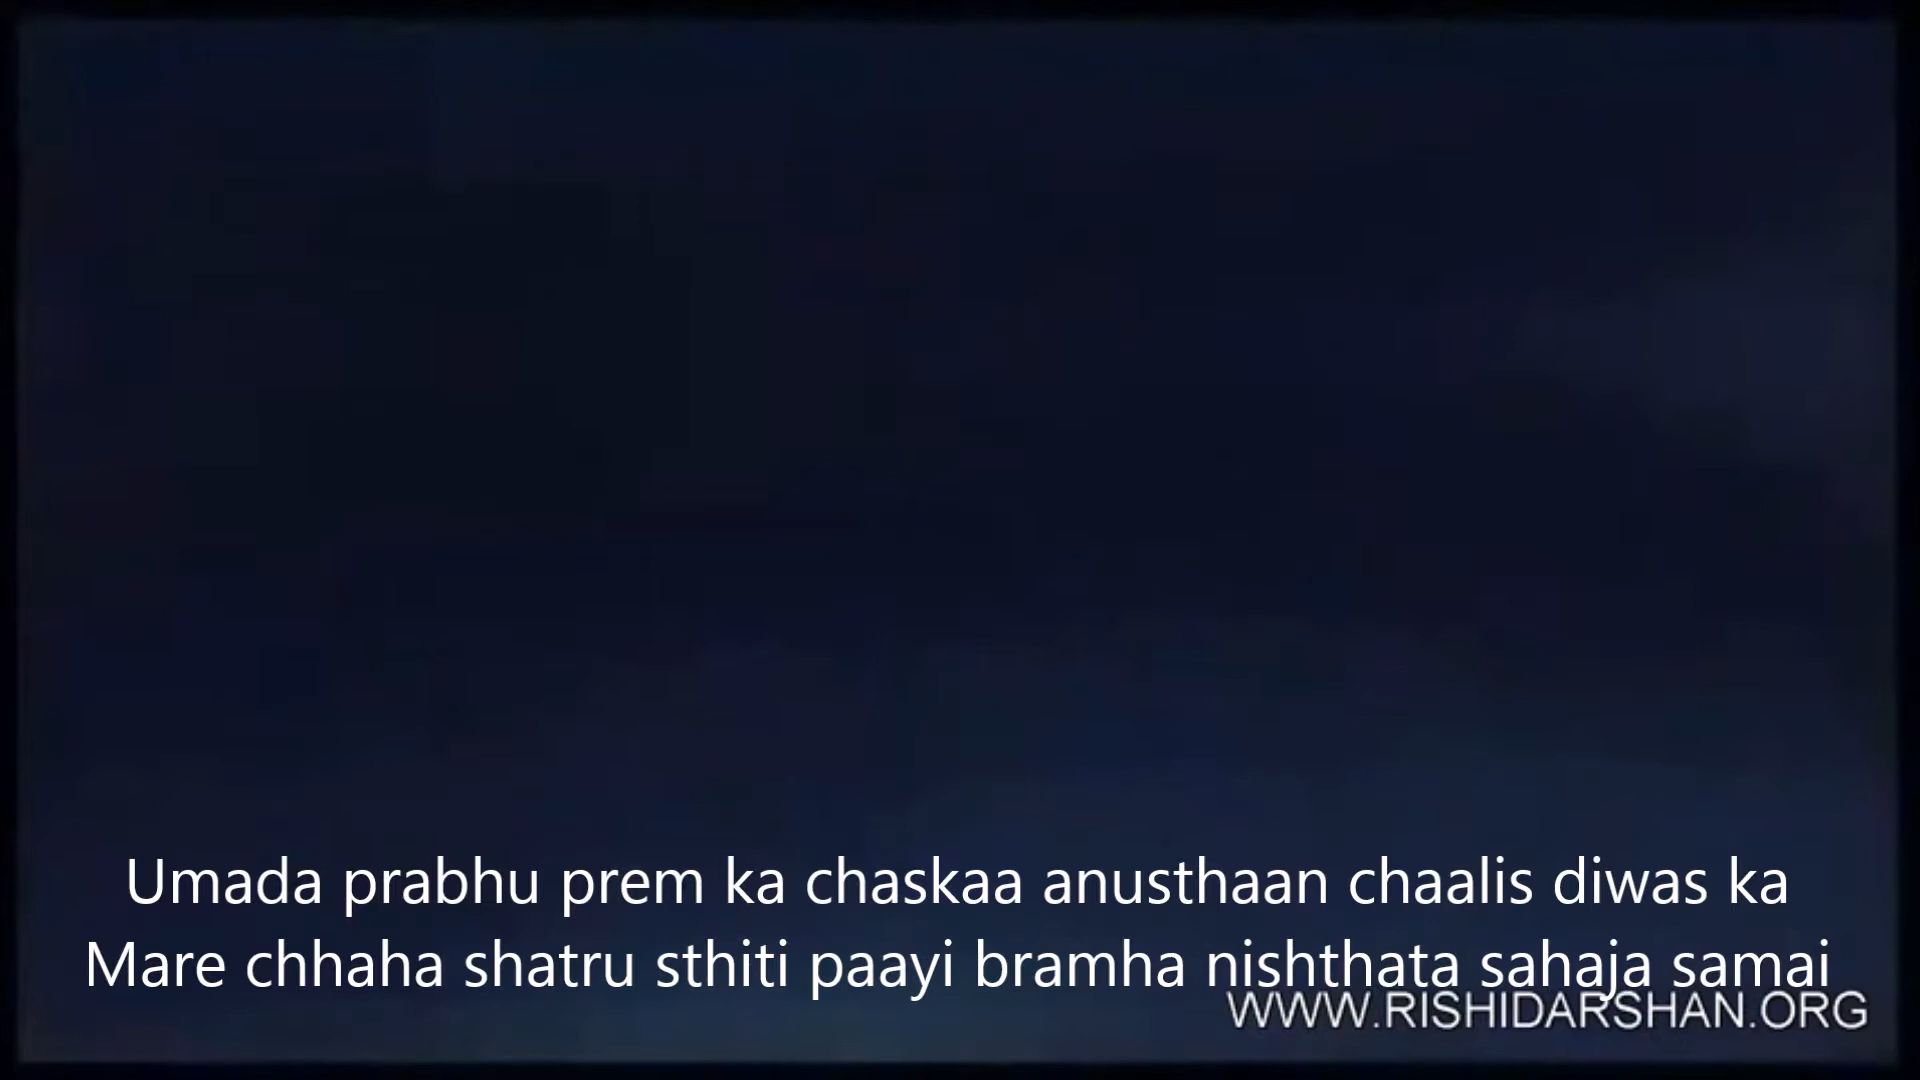 Umada prabhu prem ka chaskaa anusthaan chaalis diwas ka
Mare chhaha shatru sthiti paayi bramha nishthata sahaja samai
WWW.RISHIDARSHAN.ORG